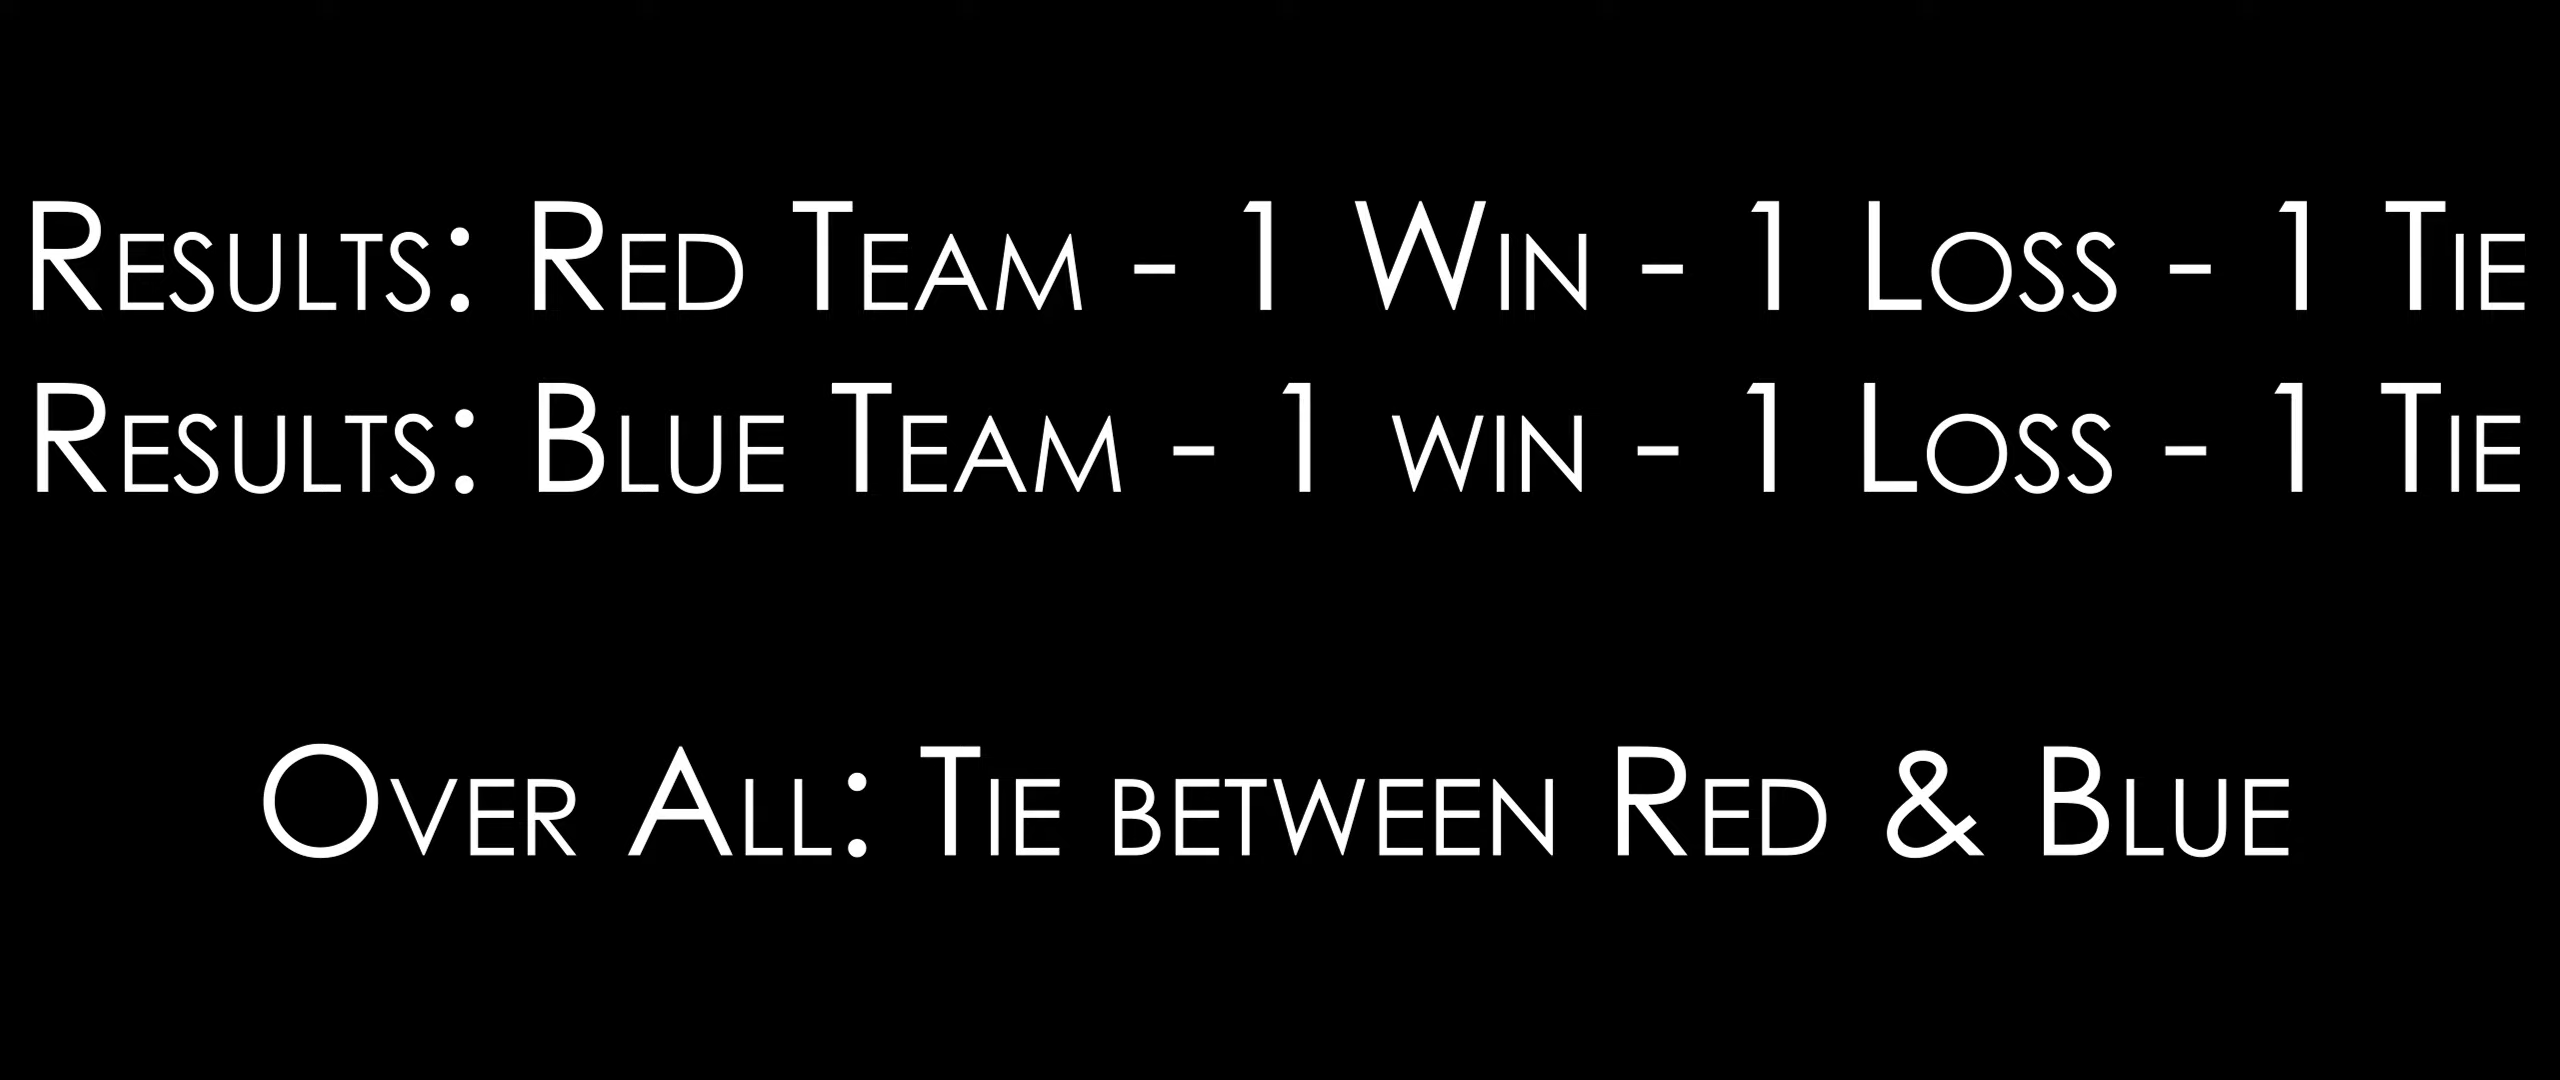 Results: Red Team - 1 Win - 1 Loss - 1 Tie
Results: Blue Team - 1 win - 1 Loss - 1 Tie
Over All: Tie between Red & Blue